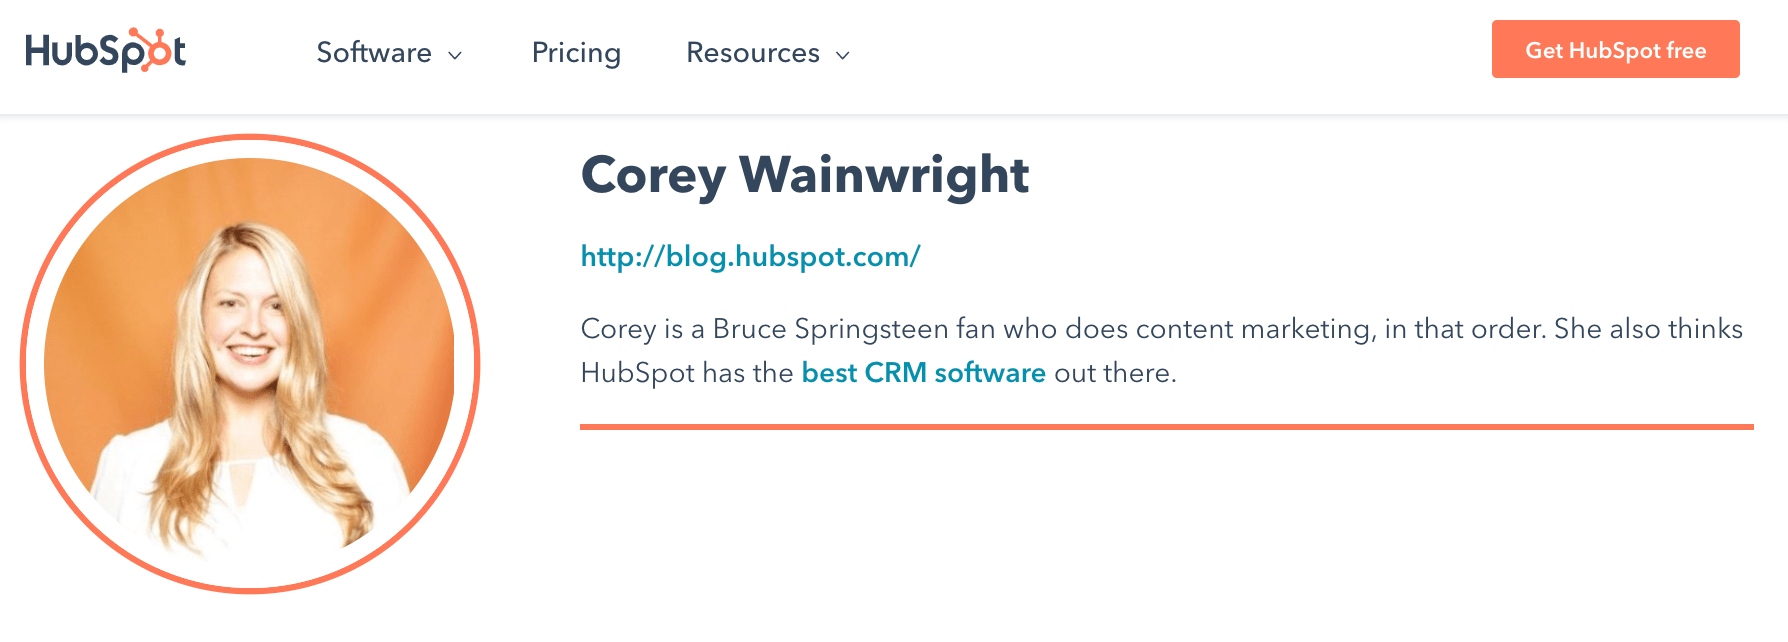 HubSpot
Software
Pricing
Resources
Get HubSpot free
Corey Wainwright
http://blog.hubspot.com/
Corey is a Bruce Springsteen fan who does content marketing, in that order. She also thinks
HubSpot has the best CRM software out there.